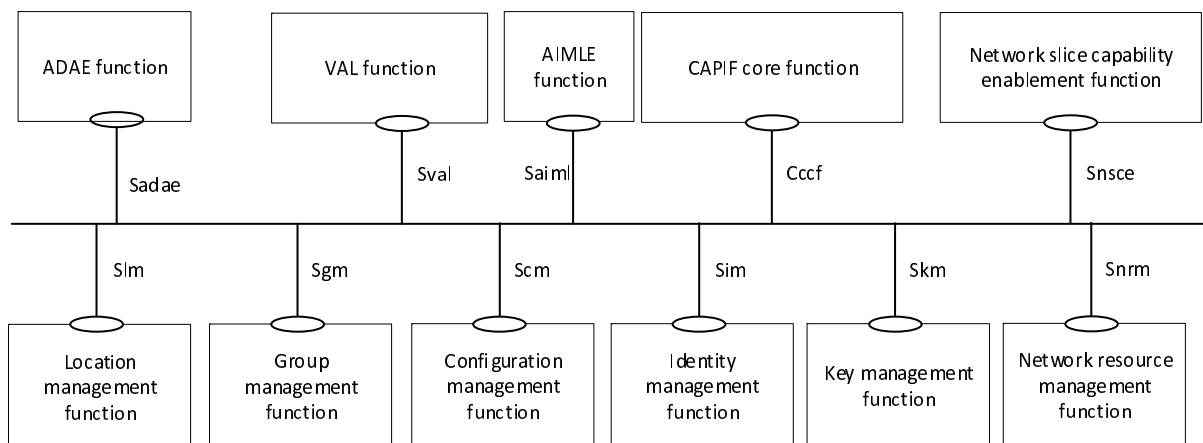 ADAE function
VAL function
AIMLE
function
CAPIF core function
Network slice capability
enablement function
Sadae
Sval
Saiml
Cccf
Snsce
Slm
Sgm
Scm
Sim
Skm
Snrm
Location
management
function
Group
management
function
Configuration
management
function
Identity
management
function
Key management
function
Network resource
management
function